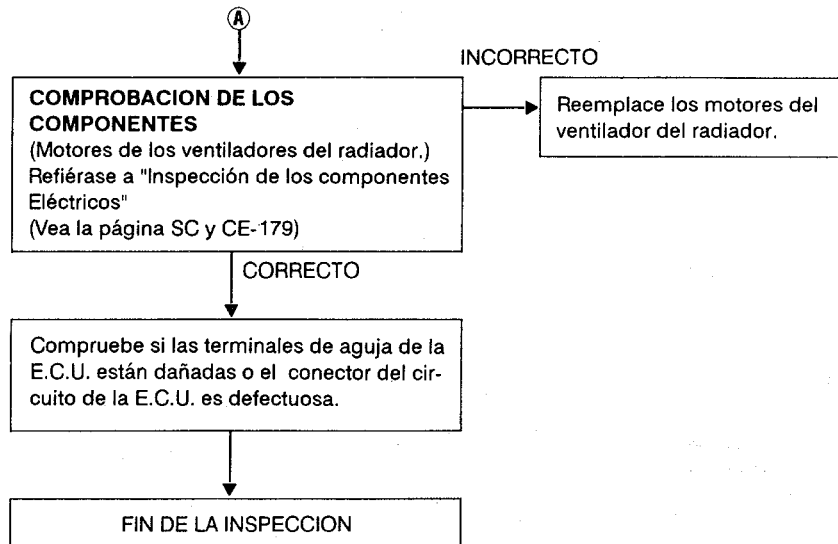 A
INCORRECTO
COMPROBACION DE LOS
COMPONENTES
(Motores de los ventiladores del radiador.)
Refiérase a "Inspección de los componentes
Eléctricos"
(Vea la página SC y CE-179)
Reemplace los motores del
ventilador del radiador.
CORRECTO
Compruebe si las terminales de aguja de la
E.C.U. están dañadas o el conector del cir-
cuito de la E.C.U. es defectuosa.
FIN DE LA INSPECCION